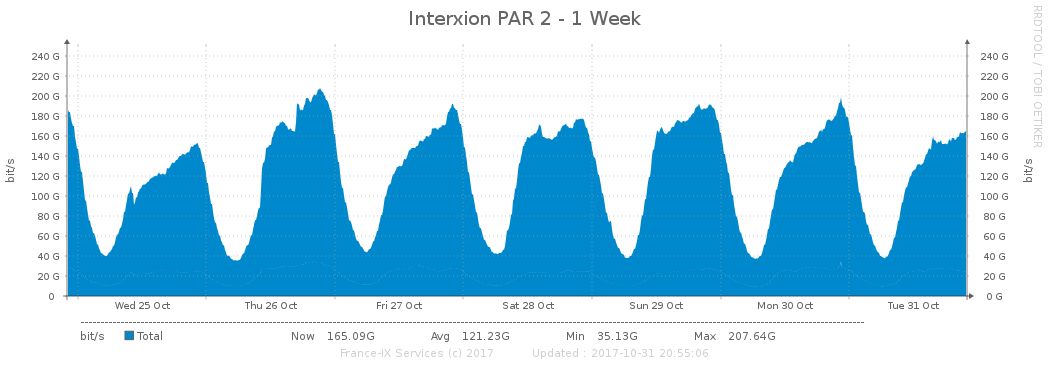 Interxion PAR 2 - 1 Week
RRDTOOL / TOBI OETIKER
240 G 240 G
220 G 220 G
200 G 200 G
180 G 180 G
160 G 160 G
140 G 140 G
120 G 120 G
100 G 100 G
80 G 80 G
60 G 60 G
40 G 40 G
20 G 20 G
0 0 G
bit/s
bit/s
Wed 25 Oct Thu 26 Oct Fri 27 Oct Sat 28 Oct Sun 29 Oct Mon 30 Oct Tue 31 Oct
bit/s Total Now 165.09G Avg 121.23G Min 35.13G Max 207.64G
France-IX Services (c) 2017 Updated : 2017-10-31 20:55:06